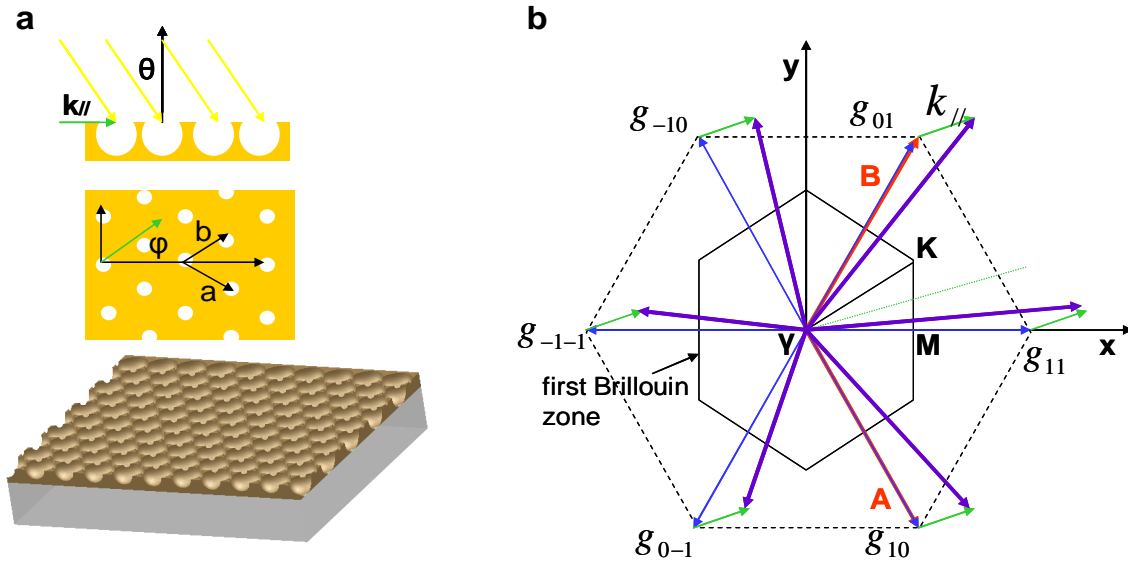 a
θ
k//
φ
b
a
b
y
g-10
g01
k//
B
K
γ
M
x
g-1-1
g11
first Brillouin
zone
A
g0-1
g10